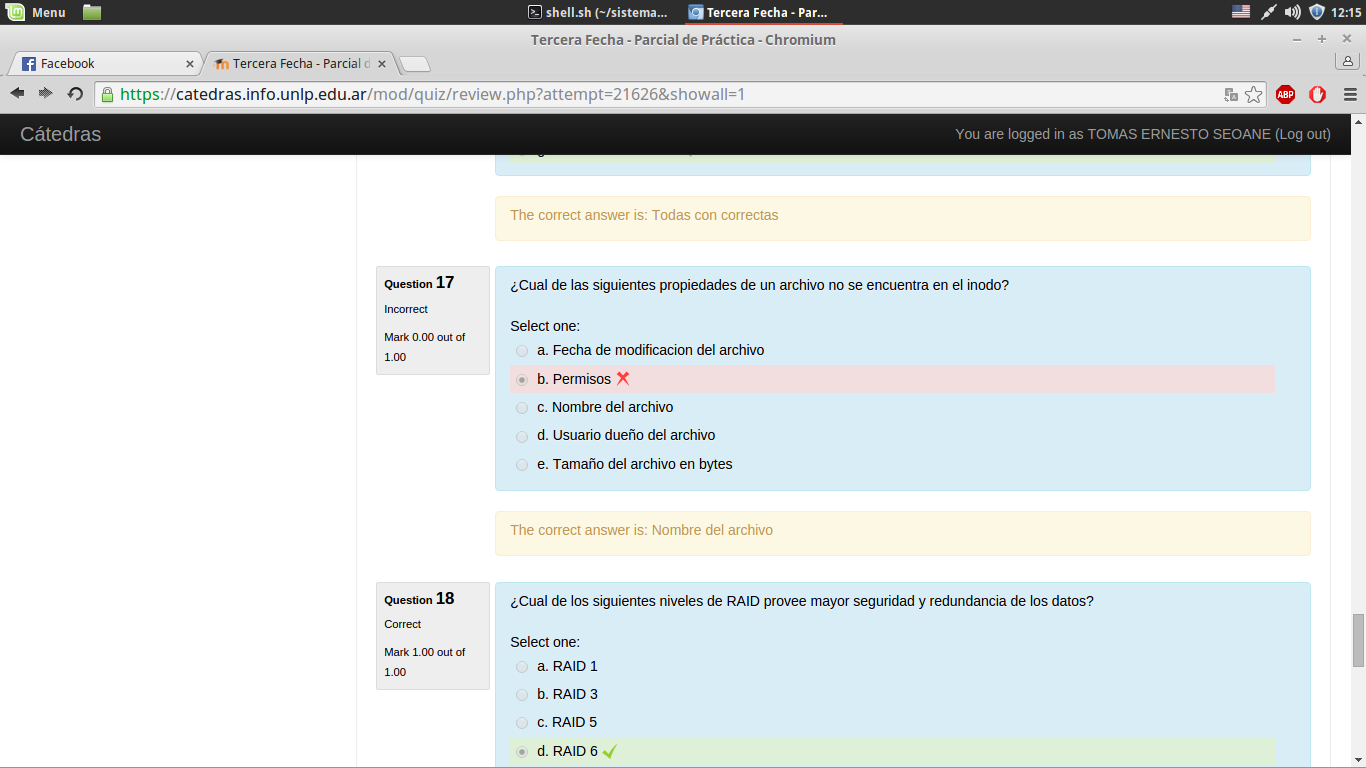 Menu
shell.sh (~/sistema...
Tercera Fecha - Par...
12:15
Tercera Fecha - Parcial de Práctica - Chromium
Facebook
Tercera Fecha - Parcial d
https://catedras.info.unlp.edu.ar/mod/quiz/review.php?attempt=21626&showall=1
ABP
Cátedras
You are logged in as TOMAS ERNESTO SEOANE (Log out)
The correct answer is: Todas con correctas
Question 17
Incorrect
Mark 0.00 out of
1.00
¿Cual de las siguientes propiedades de un archivo no se encuentra en el inodo?
Select one:
a. Fecha de modificacion del archivo
b. Permisos
c. Nombre del archivo
d. Usuario dueño del archivo
e. Tamaño del archivo en bytes
The correct answer is: Nombre del archivo
Question 18
Correct
Mark 1.00 out of
1.00
¿Cual de los siguientes niveles de RAID provee mayor seguridad y redundancia de los datos?
Select one:
a. RAID 1
b. RAID 3
c. RAID 5
d. RAID 6